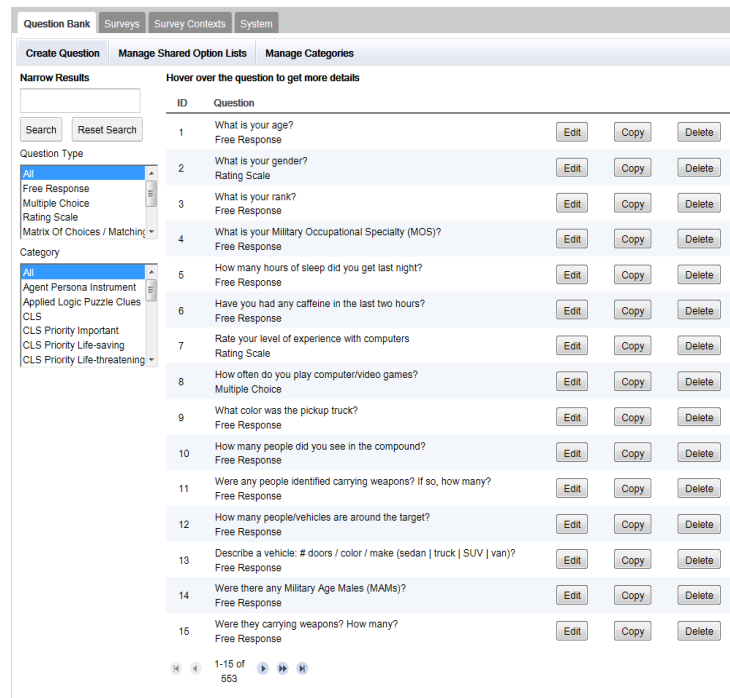 Question Bank Surveys Survey Contexts System
Create Question Manage Shared Option Lists Manage Categories
Narrow Results
Search Reset Search
Question Type
All
Free Response
Multiple Choice
Rating Scale
Matrix Of Choices / Matching
Category
All
Agent Persona Instrument
Applied Logic Puzzle Clues
CLS
CLS Priority Important
CLS Priority Life-saving
CLS Priority Life-threatening
Hover over the question to get more details
ID Question
1 What is your age? Edit Copy Delete
Free Response
2 What is your gender? Edit Copy Delete
Rating Scale
3 What is your rank? Edit Copy Delete
Free Response
4 What is your Military Occupational Specialty (MOS)? Edit Copy Delete
Free Response
5 How many hours of sleep did you get last night? Edit Copy Delete
Free Response
6 Have you had any caffeine in the last two hours? Edit Copy Delete
Free Response
7 Rate your level of experience with computers Edit Copy Delete
Rating Scale
8 How often do you play computer/video games? Edit Copy Delete
Multiple Choice
9 What color was the pickup truck? Edit Copy Delete
Free Response
10 How many people did you see in the compound? Edit Copy Delete
Free Response
11 Were any people identified carrying weapons? If so, how many? Edit Copy Delete
Free Response
12 How many people/vehicles are around the target? Edit Copy Delete
Free Response
13 Describe a vehicle: # doors / color / make (sedan | truck | SUV | van)? Edit Copy Delete
Free Response
14 Were there any Military Age Males (MAMs)? Edit Copy Delete
Free Response
15 Were they carrying weapons? How many? Edit Copy Delete
Free Response
1-15 of
553